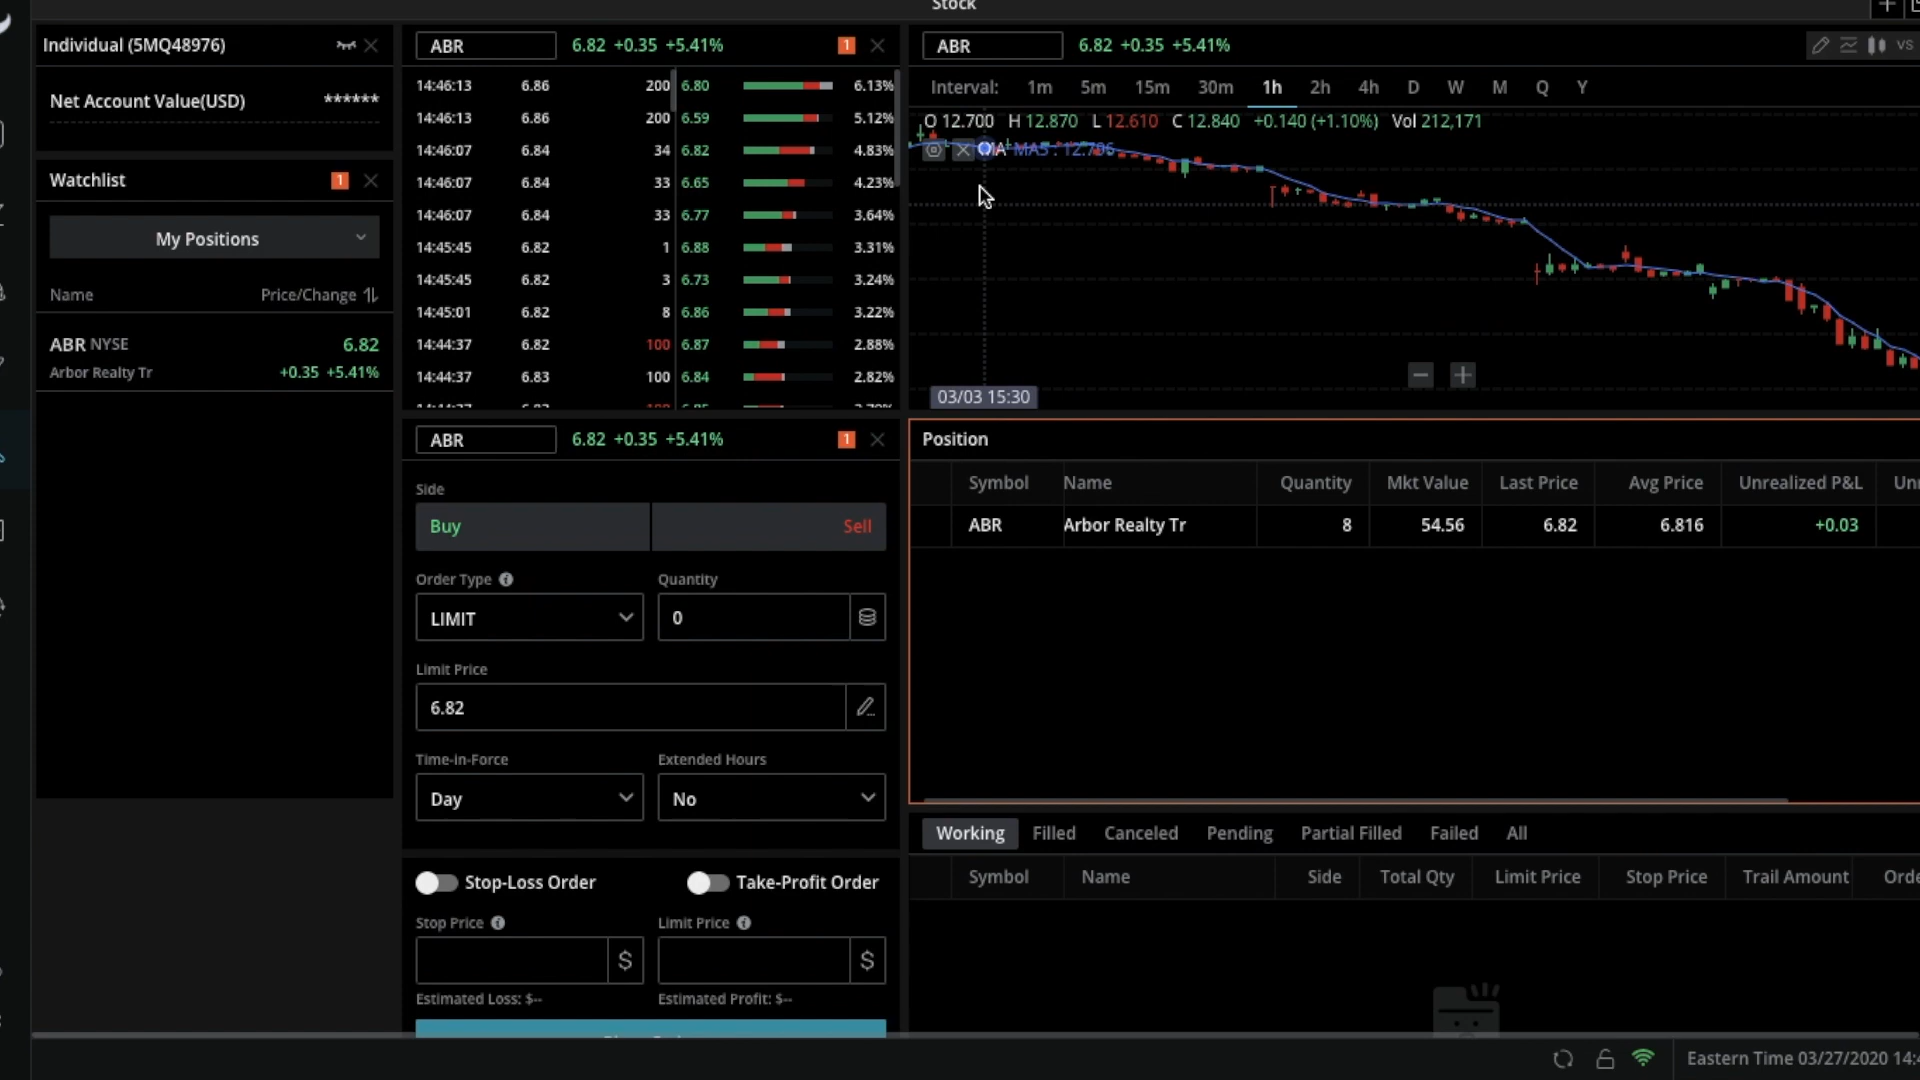 Stock
Individual (5MQ48976)
Net Account Value(USD) ******
Watchlist 1
My Positions
Name Price/Change
ABR NYSE 6.82
Arbor Realty Tr +0.35 +5.41%
ABR 6.82 +0.35 +5.41% 1
14:46:13 6.86 200 6.80 6.13%
14:46:13 6.86 200 6.59 5.12%
14:46:07 6.84 34 6.82 4.83%
14:46:07 6.84 33 6.65 4.23%
14:46:07 6.84 33 6.77 3.64%
14:45:45 6.82 1 6.88 3.31%
14:45:45 6.82 3 6.73 3.24%
14:45:01 6.82 8 6.86 3.22%
14:44:37 6.82 100 6.87 2.88%
14:44:37 6.83 100 6.84 2.82%
ABR 6.82 +0.35 +5.41% 1
Side
Buy Sell
Order Type Quantity
LIMIT 0
Limit Price
6.82
Time-in-Force Extended Hours
Day No
Stop-Loss Order Take-Profit Order
Stop Price Limit Price
$ $
Estimated Loss: $-- Estimated Profit: $--
ABR 6.82 +0.35 +5.41% VS
Interval: 1m 5m 15m 30m 1h 2h 4h D W M Q Y
O 12.700 H 12.870 L 12.610 C 12.840 +0.140 (+1.10%) Vol 212,171
03/03 15:30
Position
Symbol Name Quantity Mkt Value Last Price Avg Price Unrealized P&L
ABR Arbor Realty Tr 8 54.56 6.82 6.816 +0.03
Working Filled Canceled Pending Partial Filled Failed All
Symbol Name Side Total Qty Limit Price Stop Price Trail Amount
Eastern Time 03/27/2020 14: